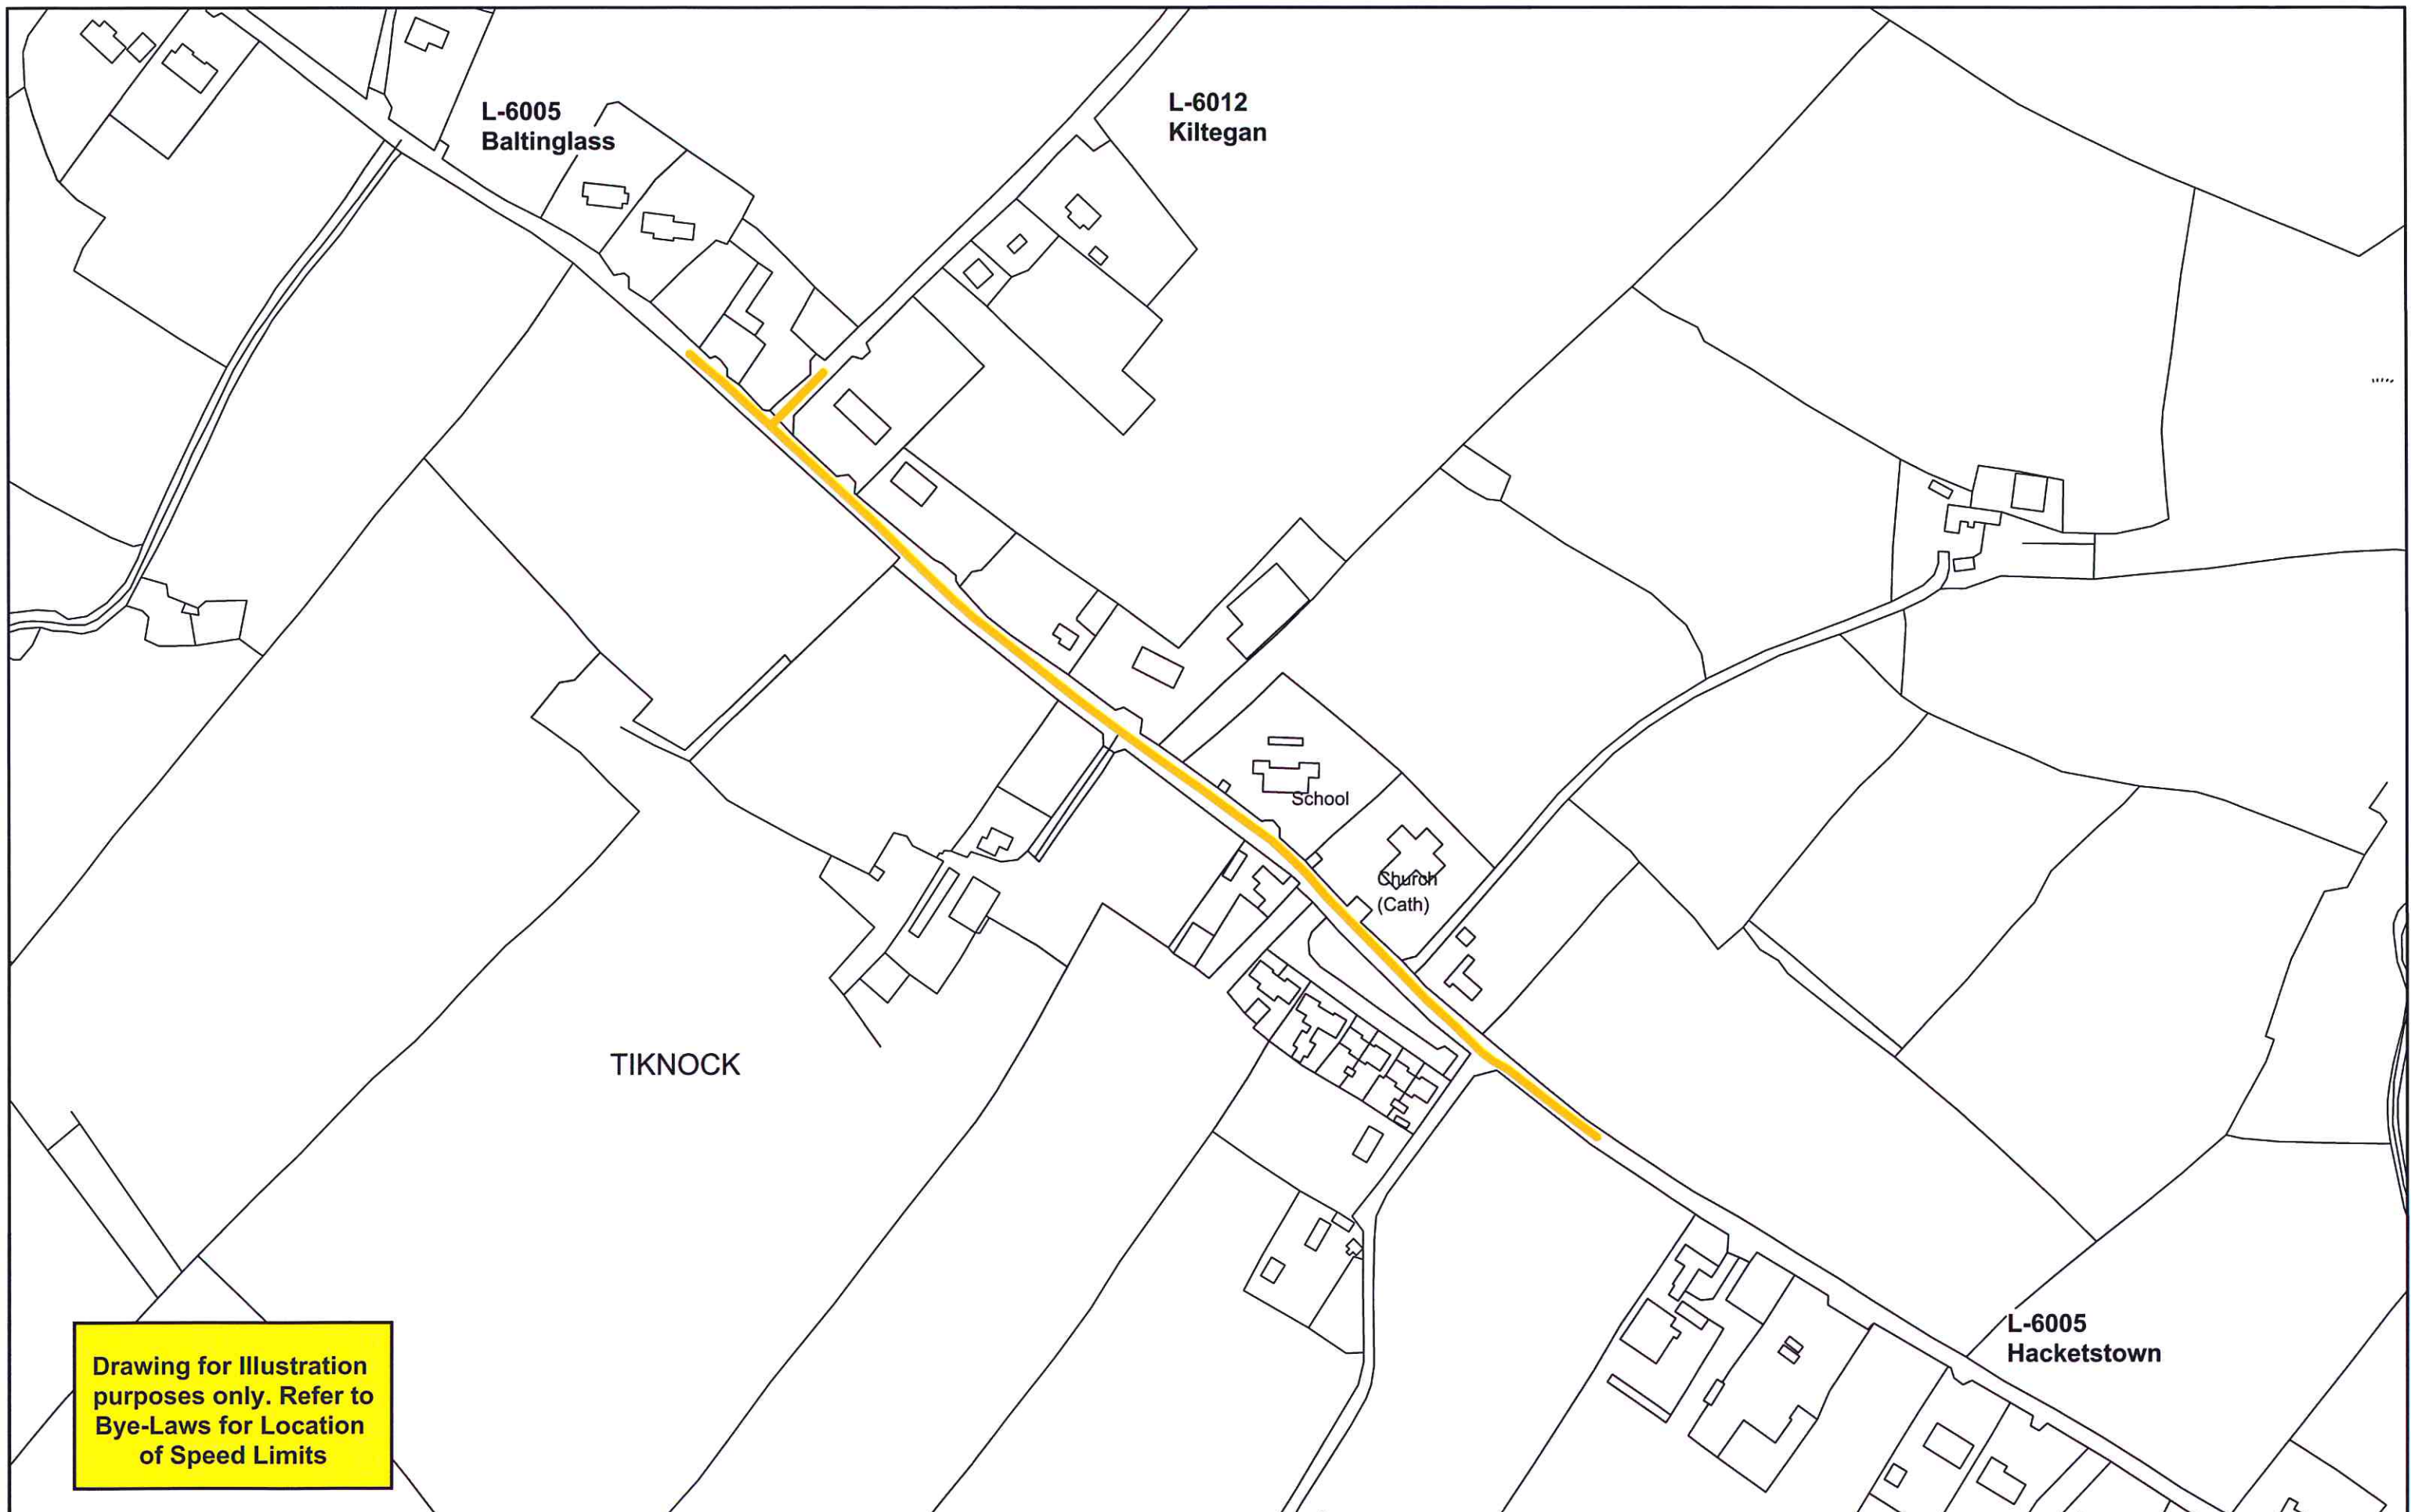 L-6005
Baltinglass
L-6012
Kiltegan
School
Church
(Cath)
TIKNOCK
L-6005
Hacketstown
Drawing for Illustration
purposes only. Refer to
Bye-Laws for Location
of Speed Limits